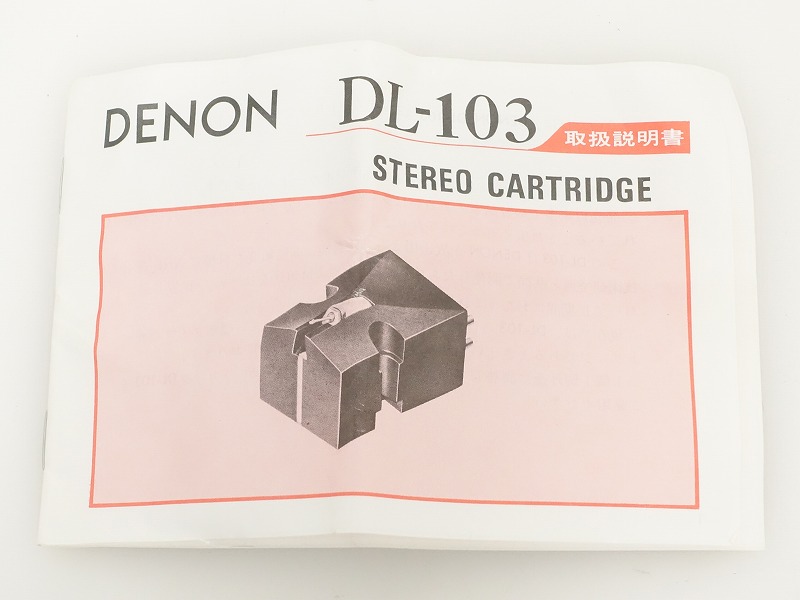 DENON DL-103 取扱説明書
STEREO CARTRIDGE